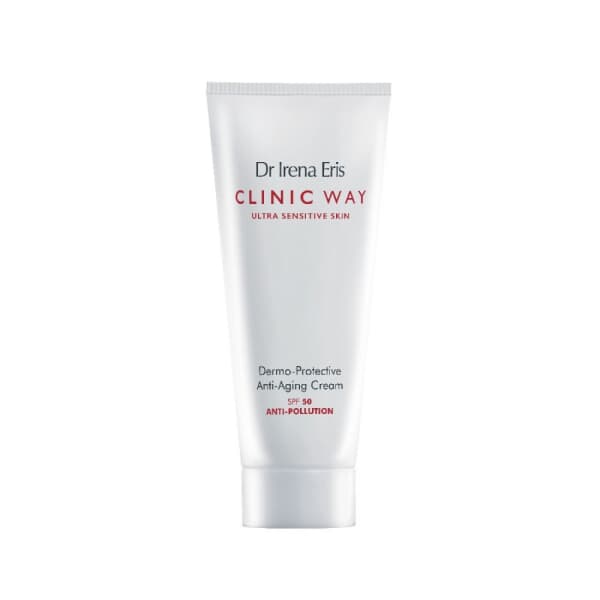 Dr Irena Eris
CLINIC WAY
ULTRA SENSITIVE SKIN
Dermo-Protective
Anti-Aging Cream
SPF 50
ANTI-POLLUTION